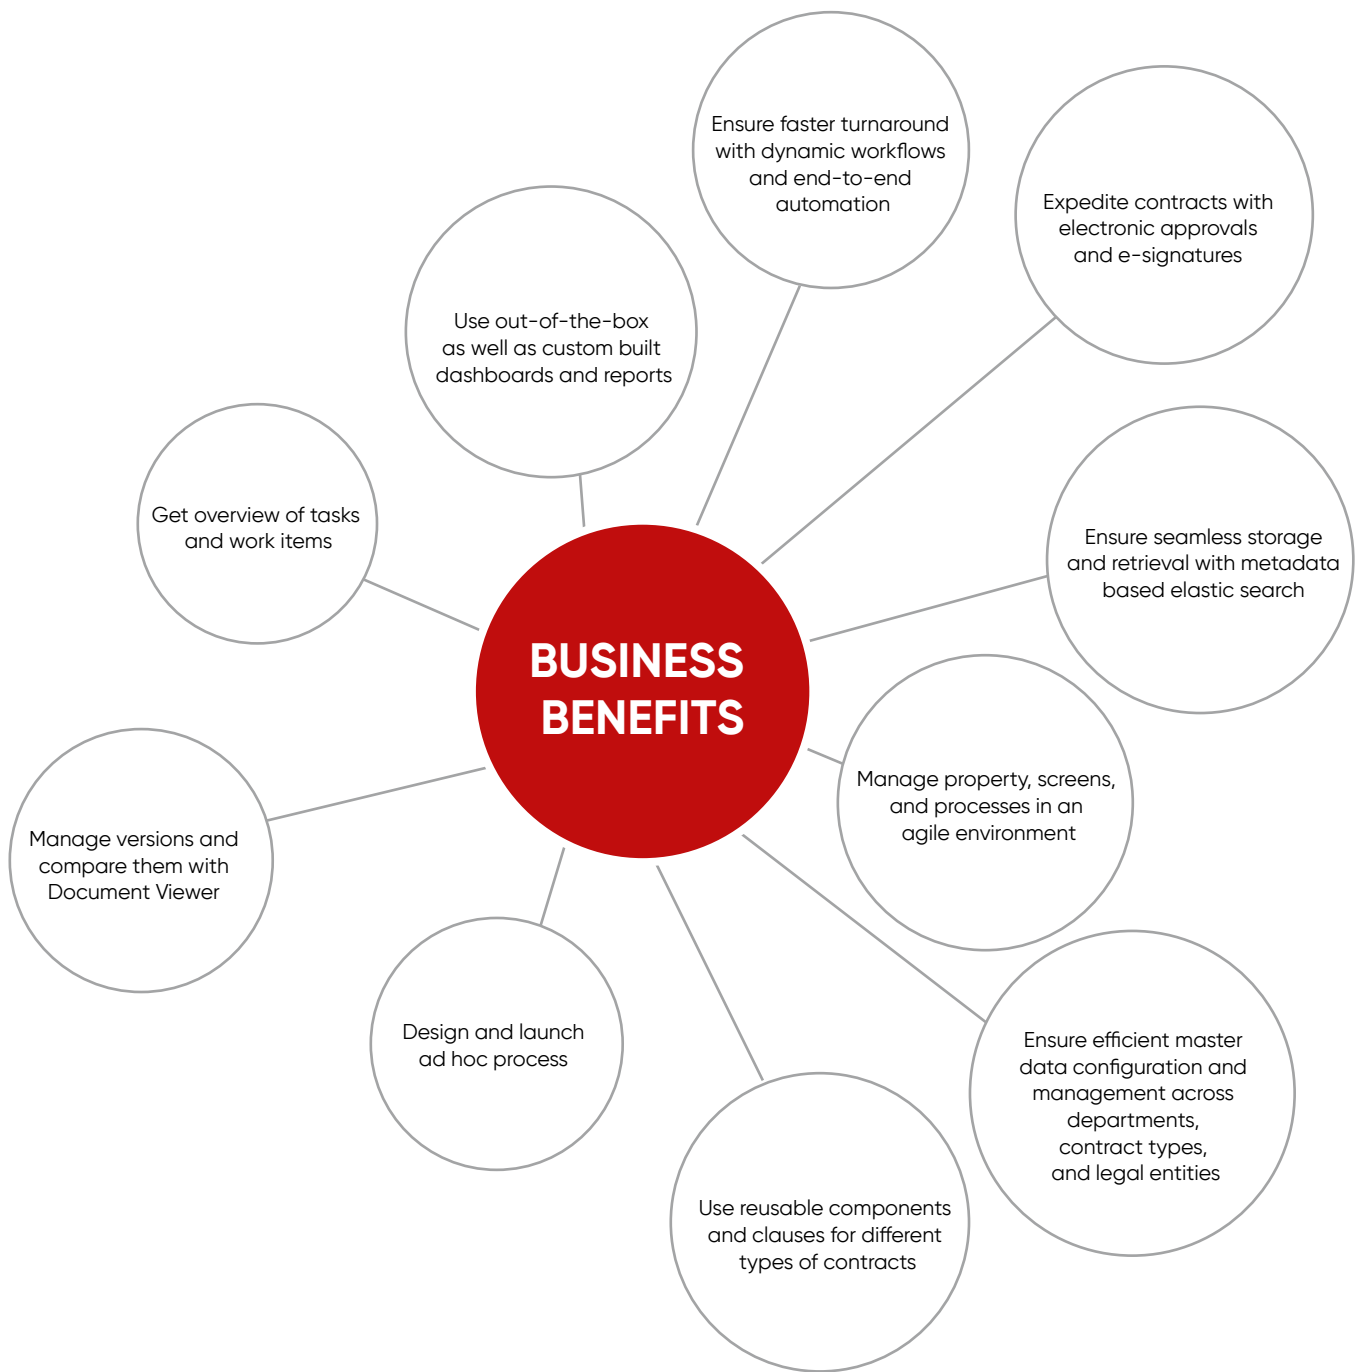 Ensure faster turnaround
with dynamic workflows
and end-to-end
automation
Expedite contracts with
electronic approvals
and e-signatures
Use out-of-the-box
as well as custom built
dashboards and reports
Get overview of tasks
and work items
Ensure seamless storage
and retrieval with metadata
based elastic search
BUSINESS
BENEFITS
Manage property, screens,
and processes in an
agile environment
Manage versions and
compare them with
Document Viewer
Design and launch
ad hoc process
Ensure efficient master
data configuration and
management across
departments,
contract types,
and legal entities
Use reusable components
and clauses for different
types of contracts